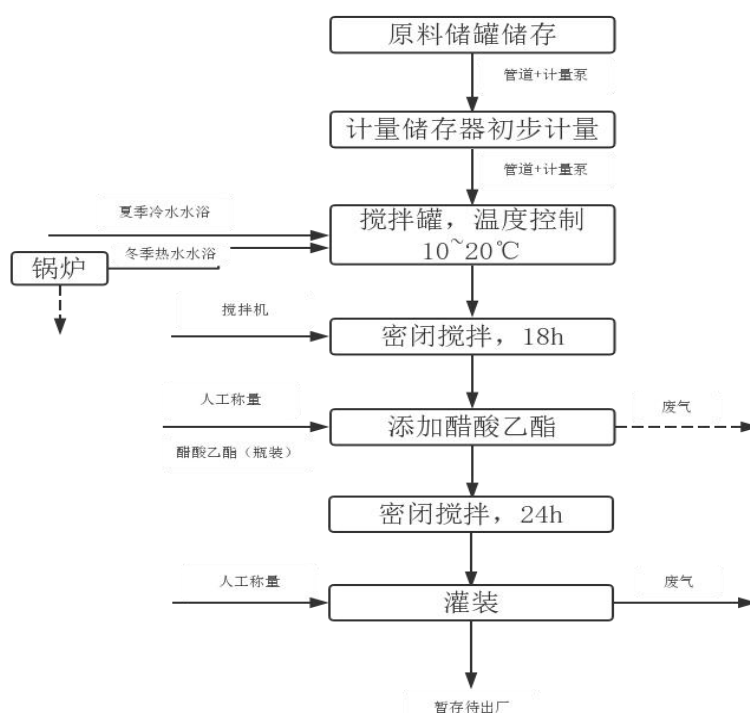 原料储罐储存
管道+计量泵
计量储存器初步计量
管道+计量泵
夏季冷水水浴
搅拌罐，温度控制
10~20℃
冬季热水水浴
锅炉
搅拌机
密闭搅拌，18h
人工称量
添加醋酸乙酯
废气
醋酸乙酯（瓶装）
密闭搅拌，24h
人工称量
灌装
废气
暂存待出厂